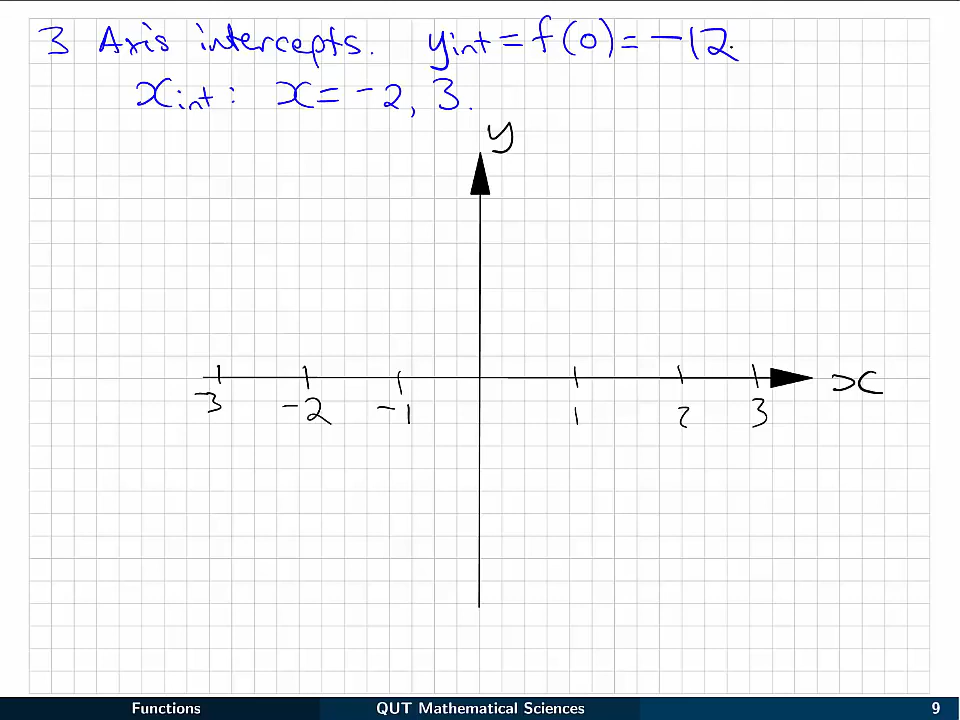 3 Axis intercepts. yint = f(0) = -12.
xint: x = -2, 3.
y
x
-3 -2 -1 1 2 3
Functions QUT Mathematical Sciences 9